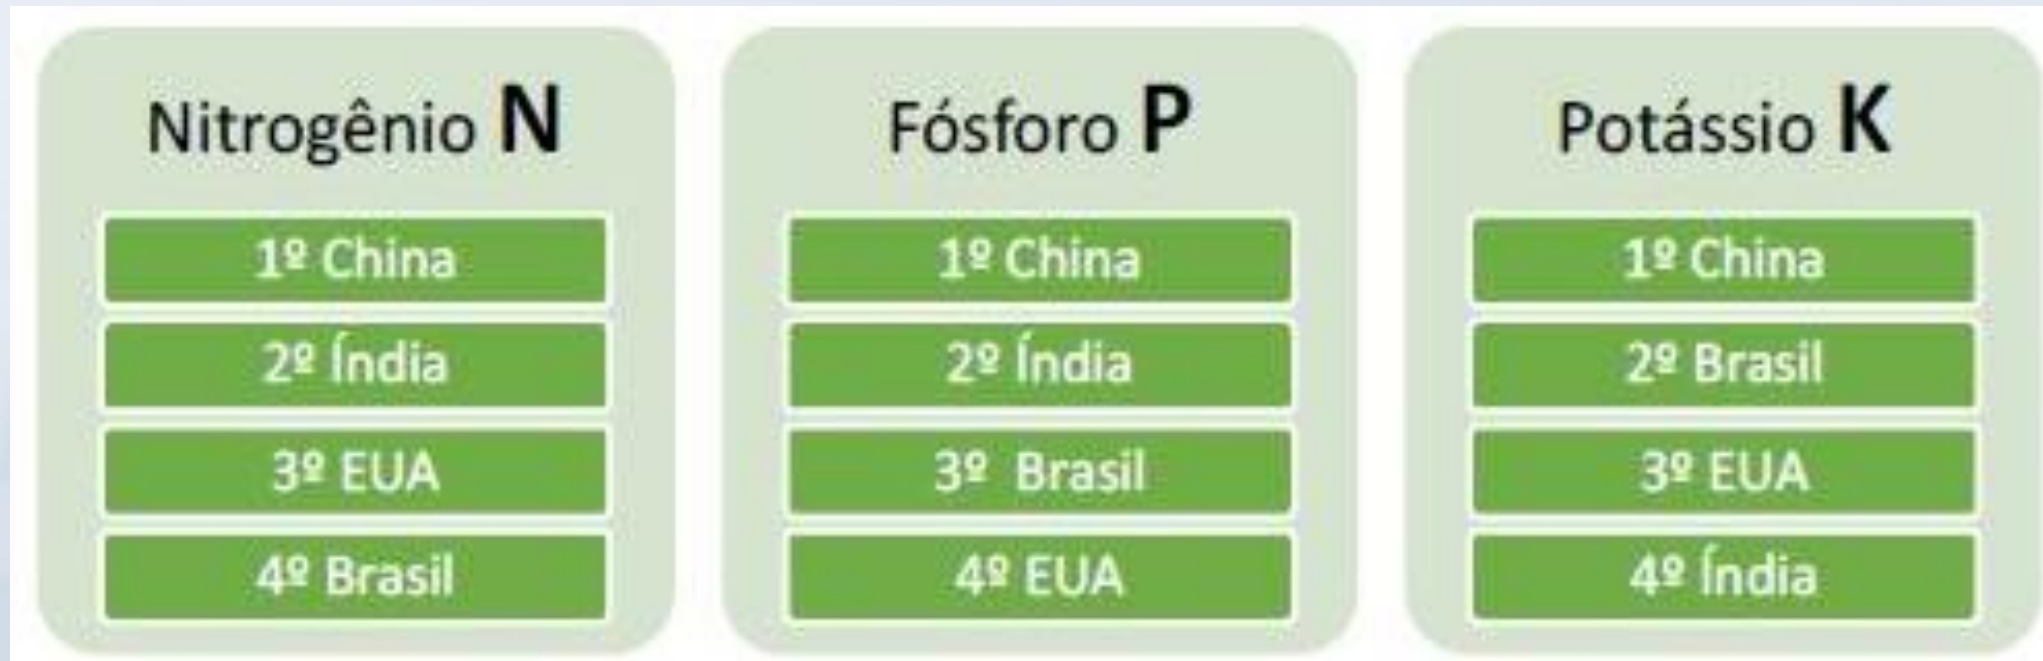 Nitrogênio N
1º China
2º Índia
3º EUA
4º Brasil
Fósforo P
1º China
2º Índia
3º Brasil
4º EUA
Potássio K
1º China
2º Brasil
3º EUA
4º Índia